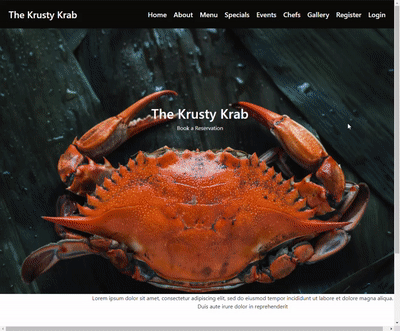 The Krusty Krab
Home About Menu Specials Events Chefs Gallery Register Login
The Krusty Krab
Book a Reservation
Lorem ipsum dolor sit amet, consectetur adipiscing elit, sed do eiusmod tempor incididunt ut labore et dolore magna aliqua.
Duis aute irure dolor in reprehenderit